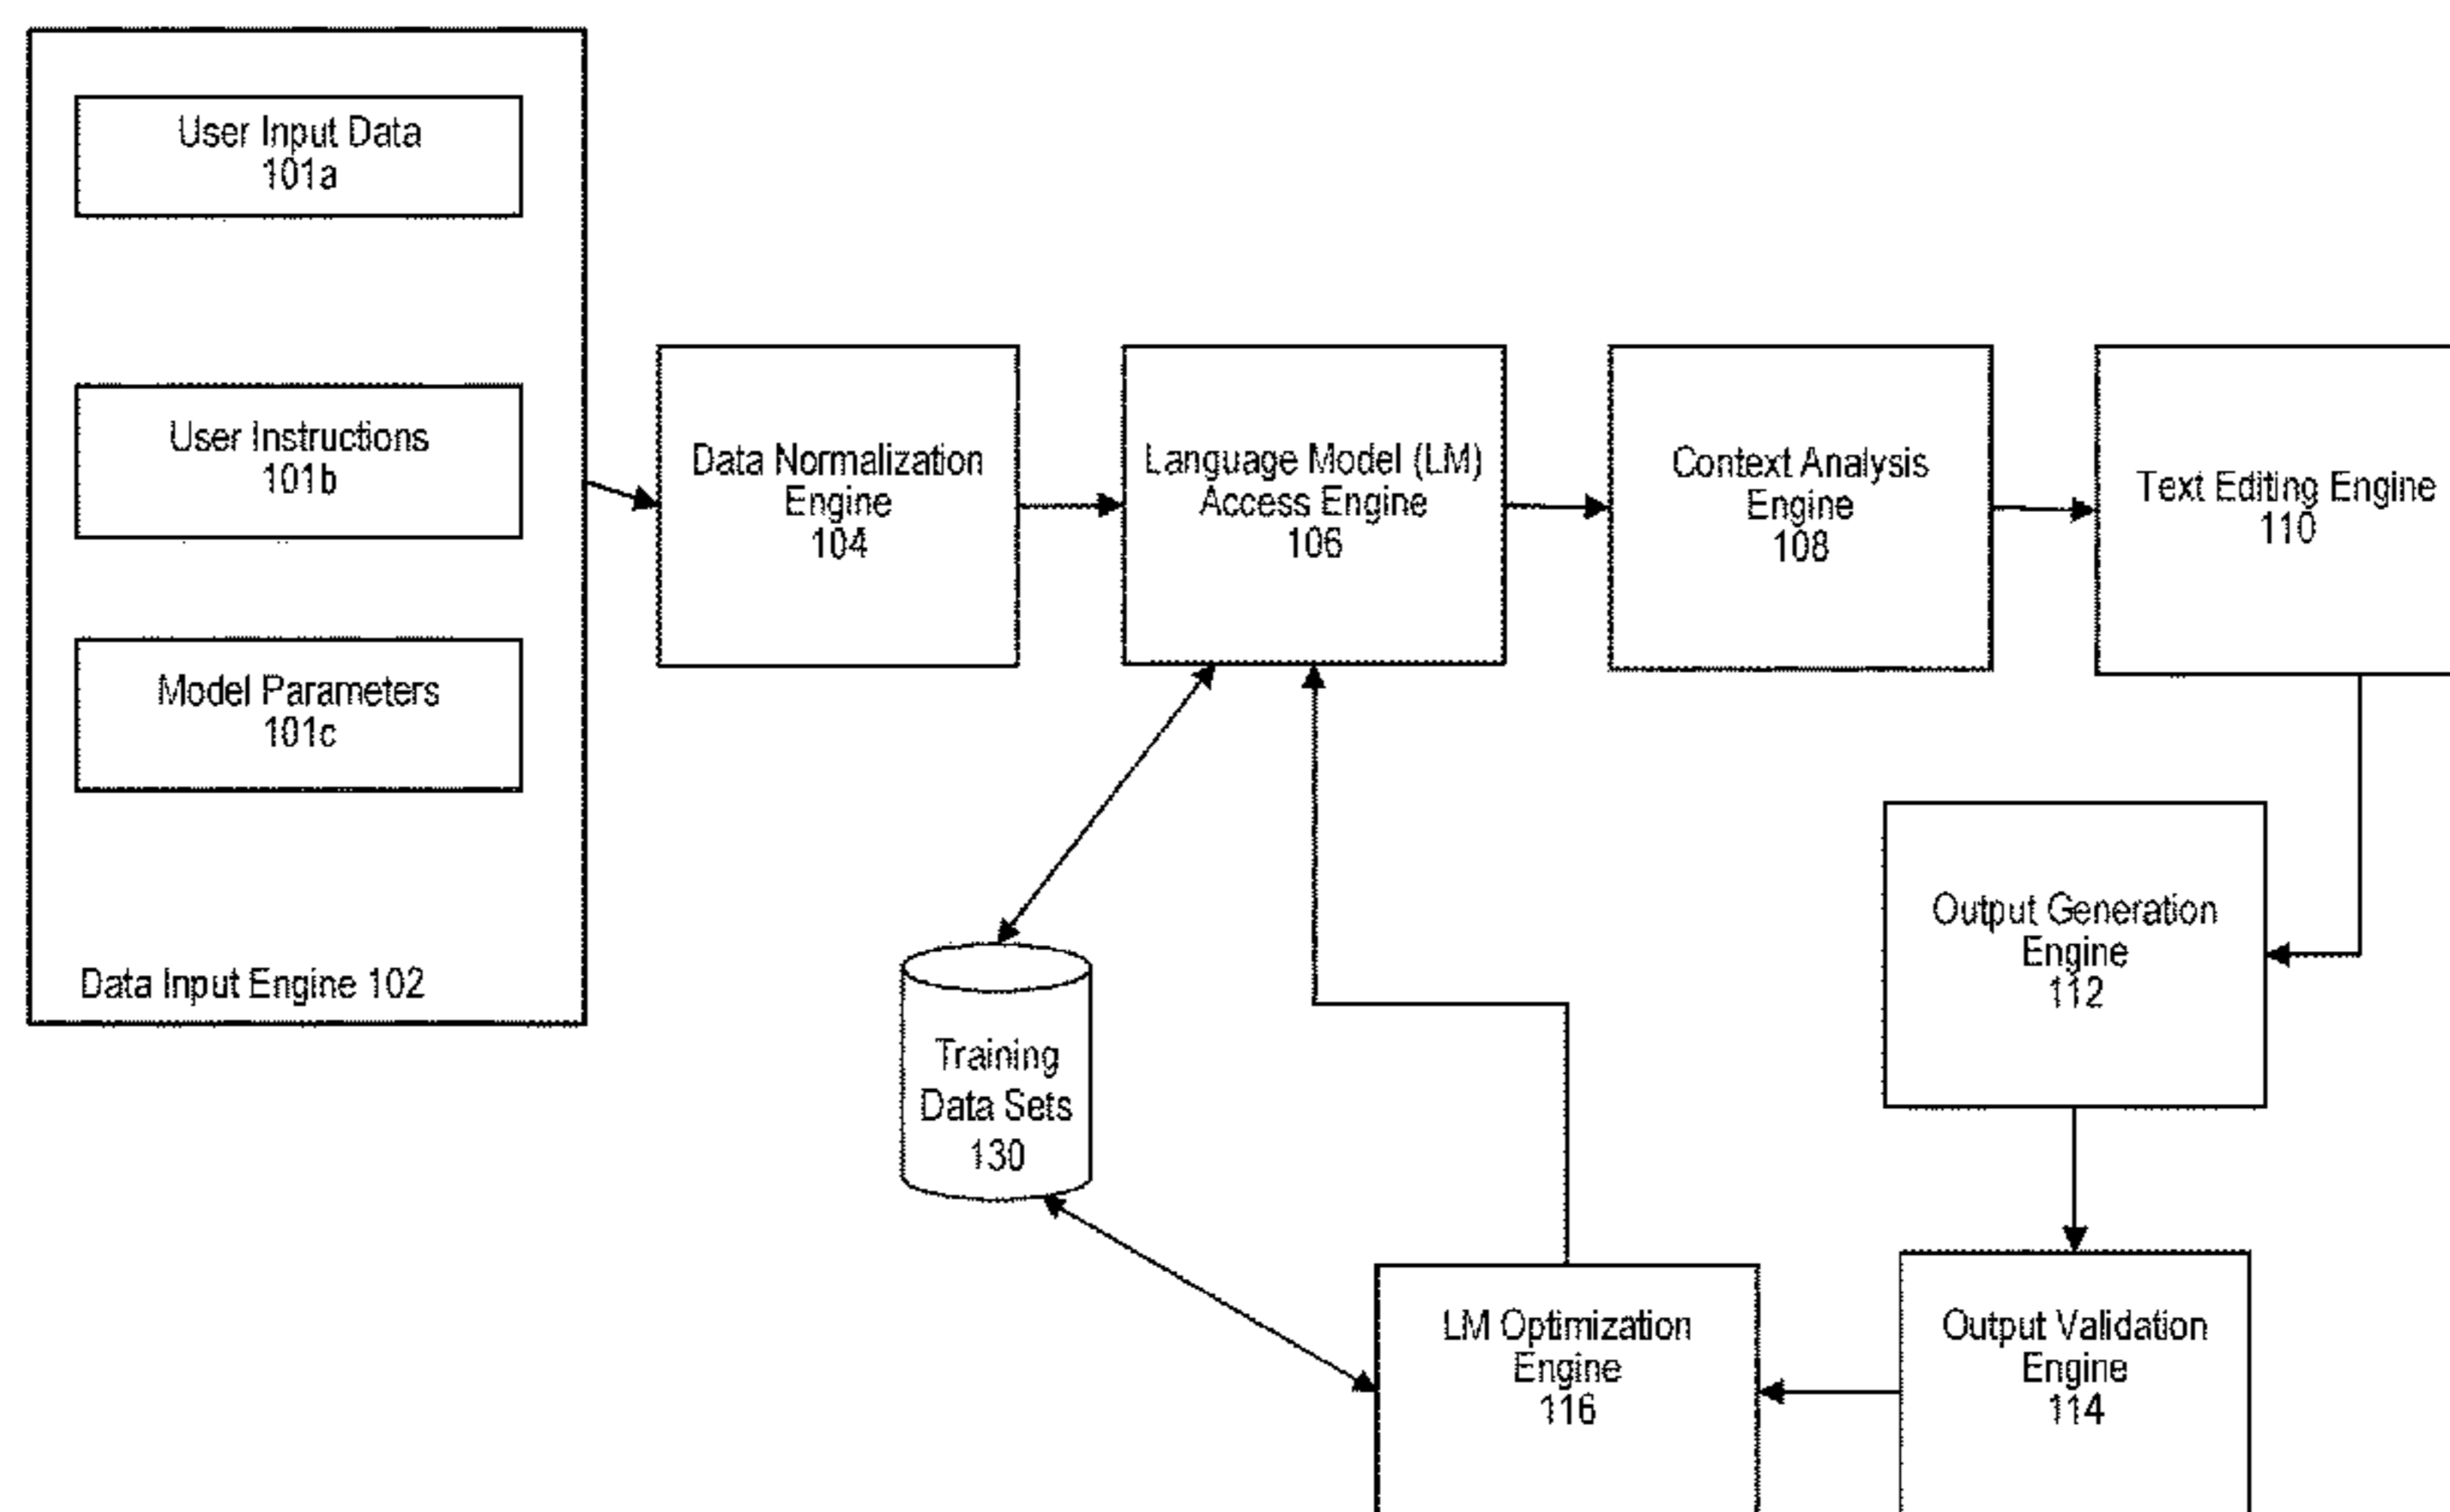 User Input Data
101a
User Instructions
101b
Model Parameters
101c
Data Input Engine 102
Data Normalization
Engine
104
Language Model (LM)
Access Engine
106
Context Analysis
Engine
108
Text Editing Engine
110
Output Generation
Engine
112
Training
Data Sets
130
LM Optimization
Engine
116
Output Validation
Engine
114